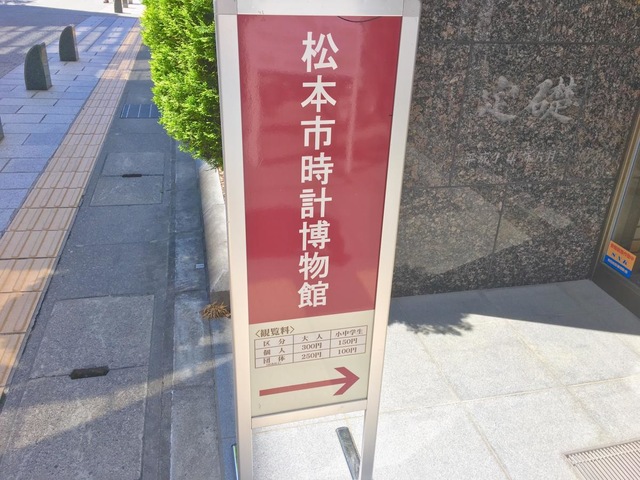 松本市時計博物館
〈観覧料〉
区分 大人 小中学生
個人 300円 150円
団体 250円 100円
定礎